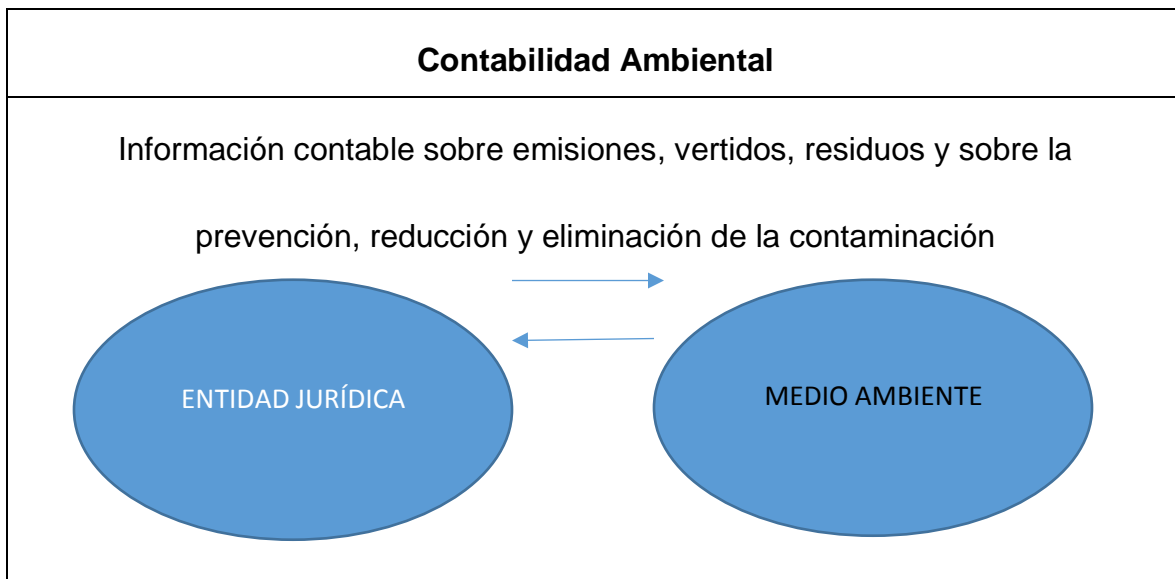 Contabilidad Ambiental
Información contable sobre emisiones, vertidos, residuos y sobre la
prevención, reducción y eliminación de la contaminación
ENTIDAD JURÍDICA
MEDIO AMBIENTE